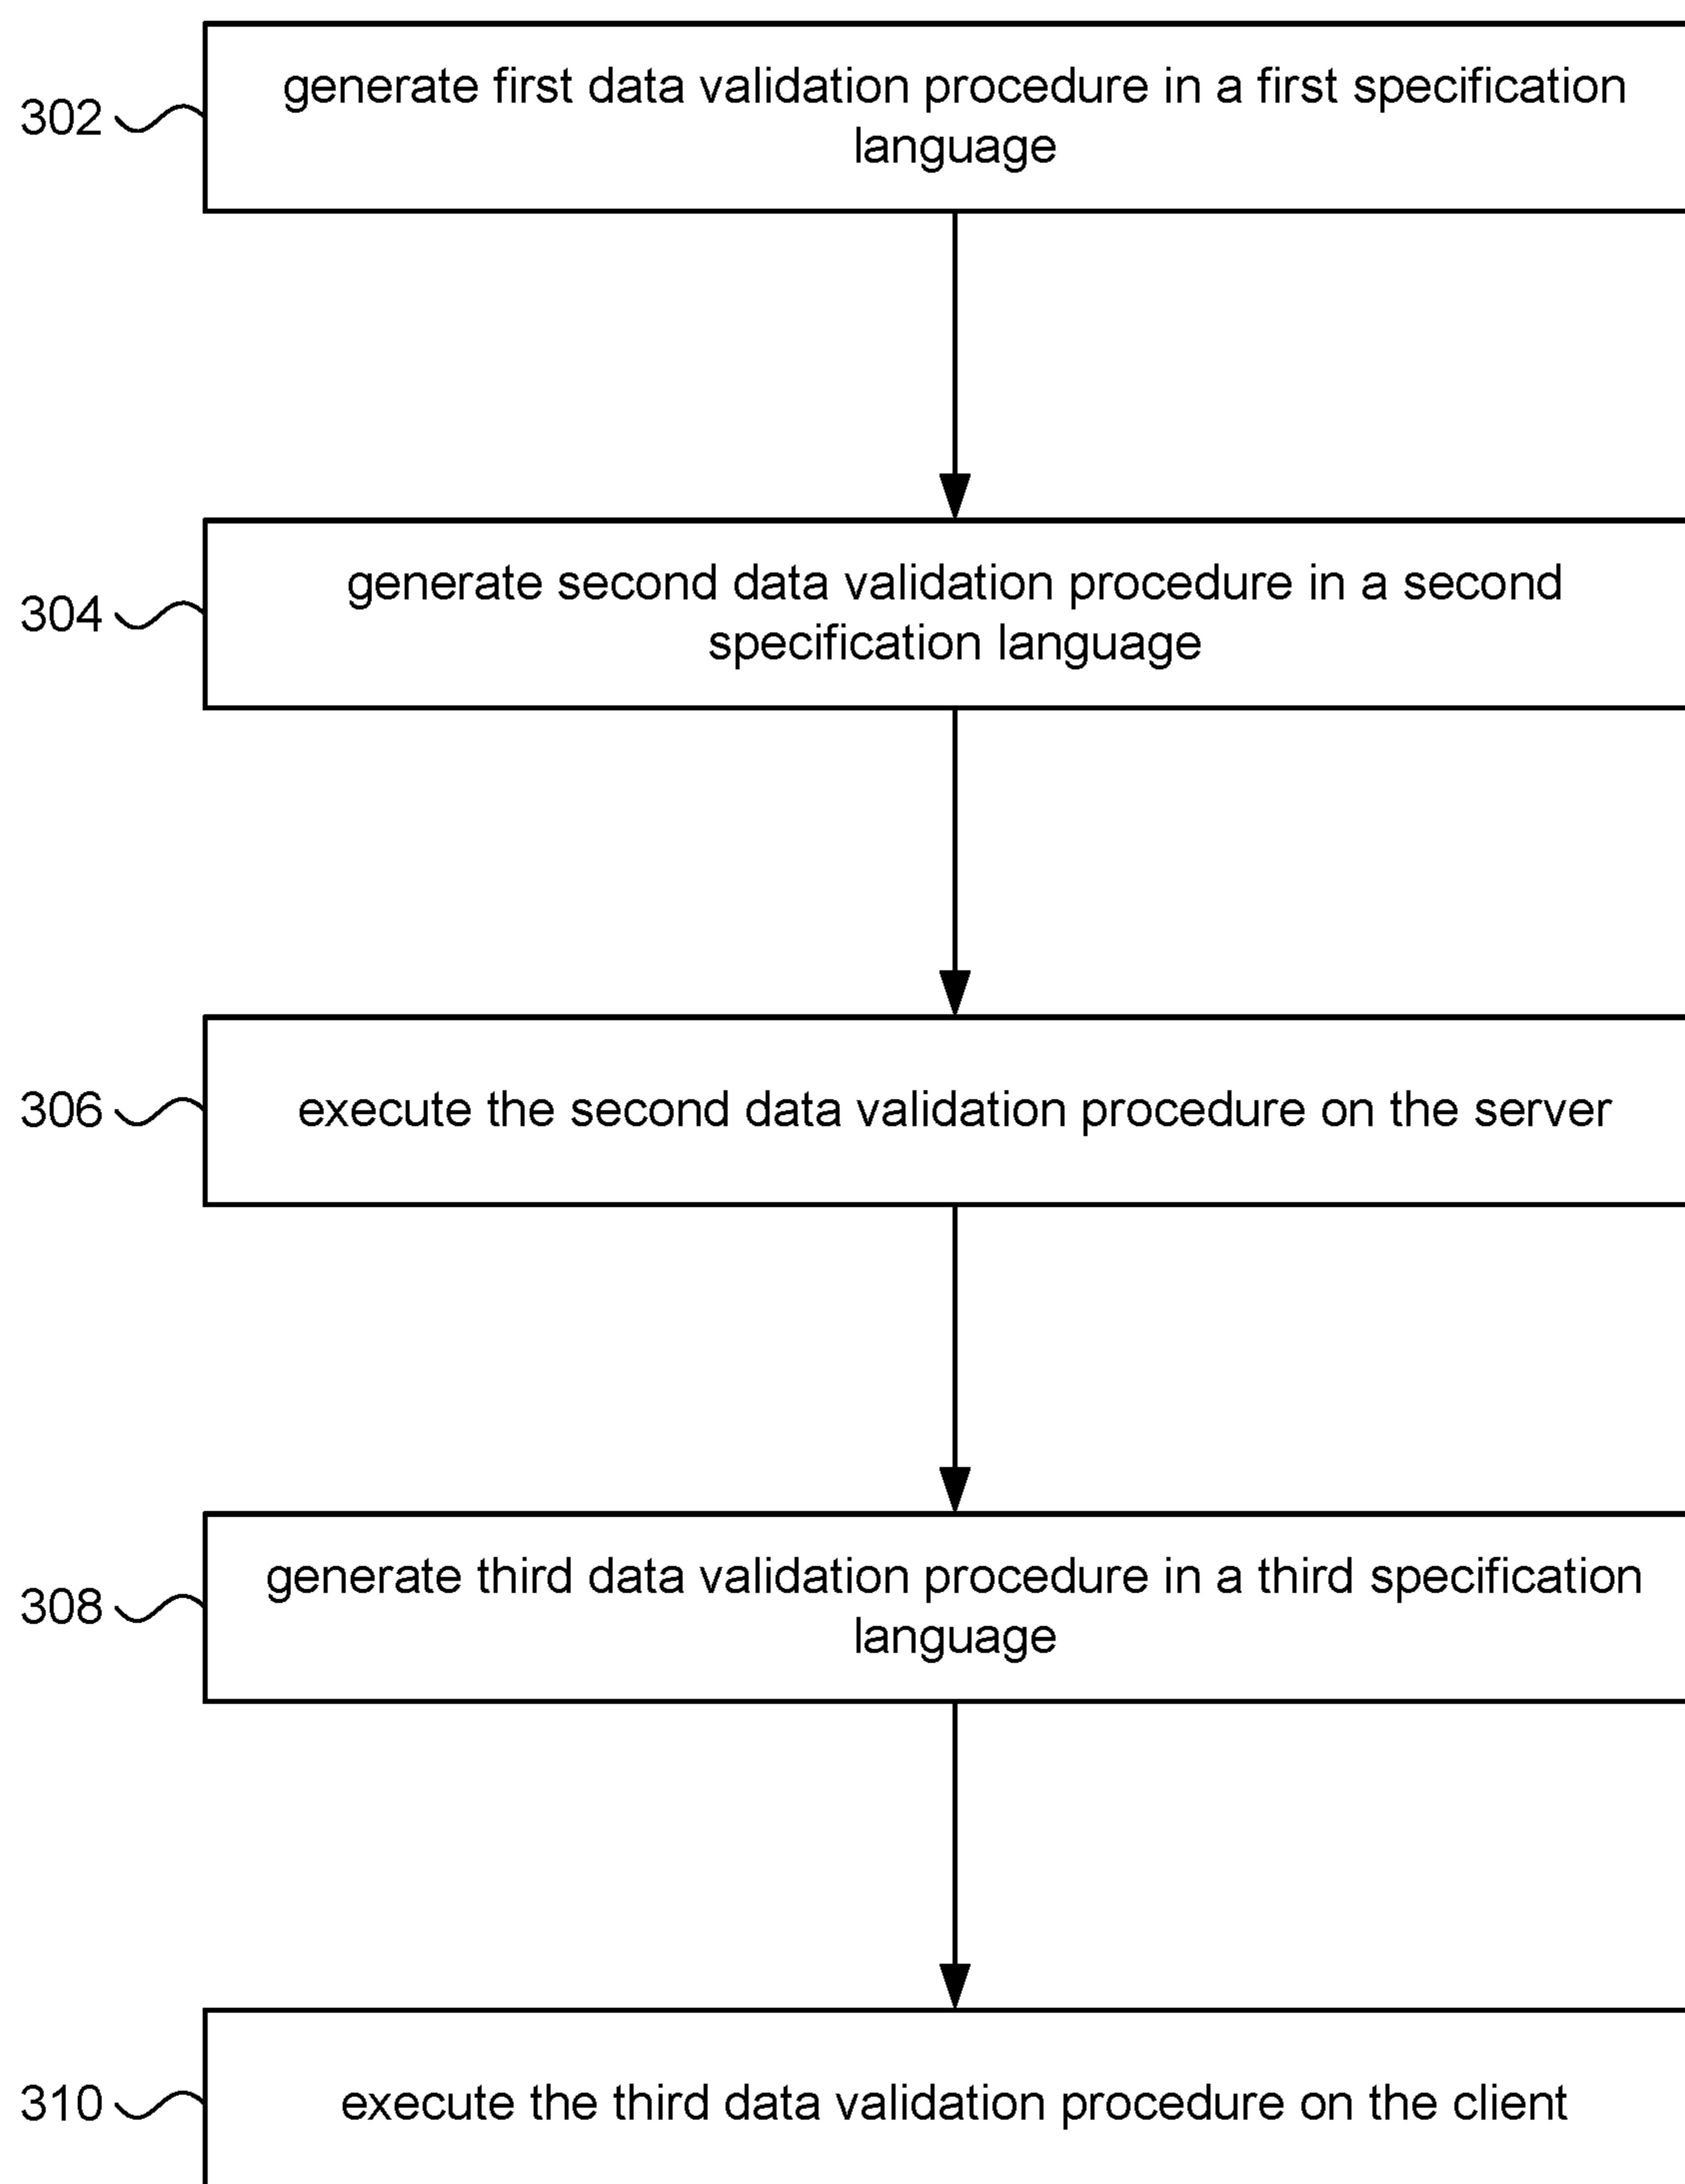 302
generate first data validation procedure in a first specification
language
304
generate second data validation procedure in a second
specification language
306
execute the second data validation procedure on the server
308
generate third data validation procedure in a third specification
language
310
execute the third data validation procedure on the client